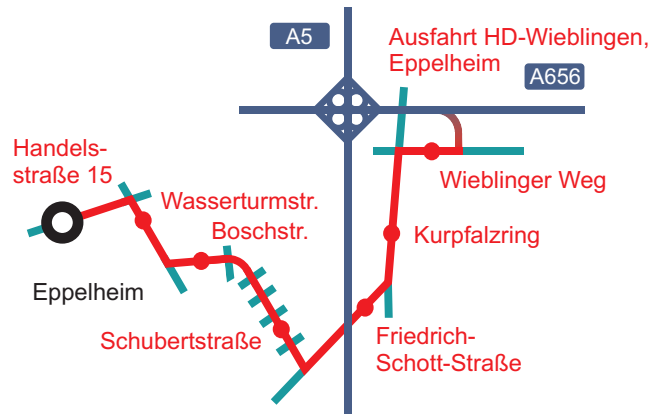 A5
Ausfahrt HD-Wieblingen,
Eppelheim
A656
Handels-
straße 15
Wasserturmstr.
Boschstr.
Wieblinger Weg
Kurpfalzring
Eppelheim
Schubertstraße
Friedrich-
Schott-Straße